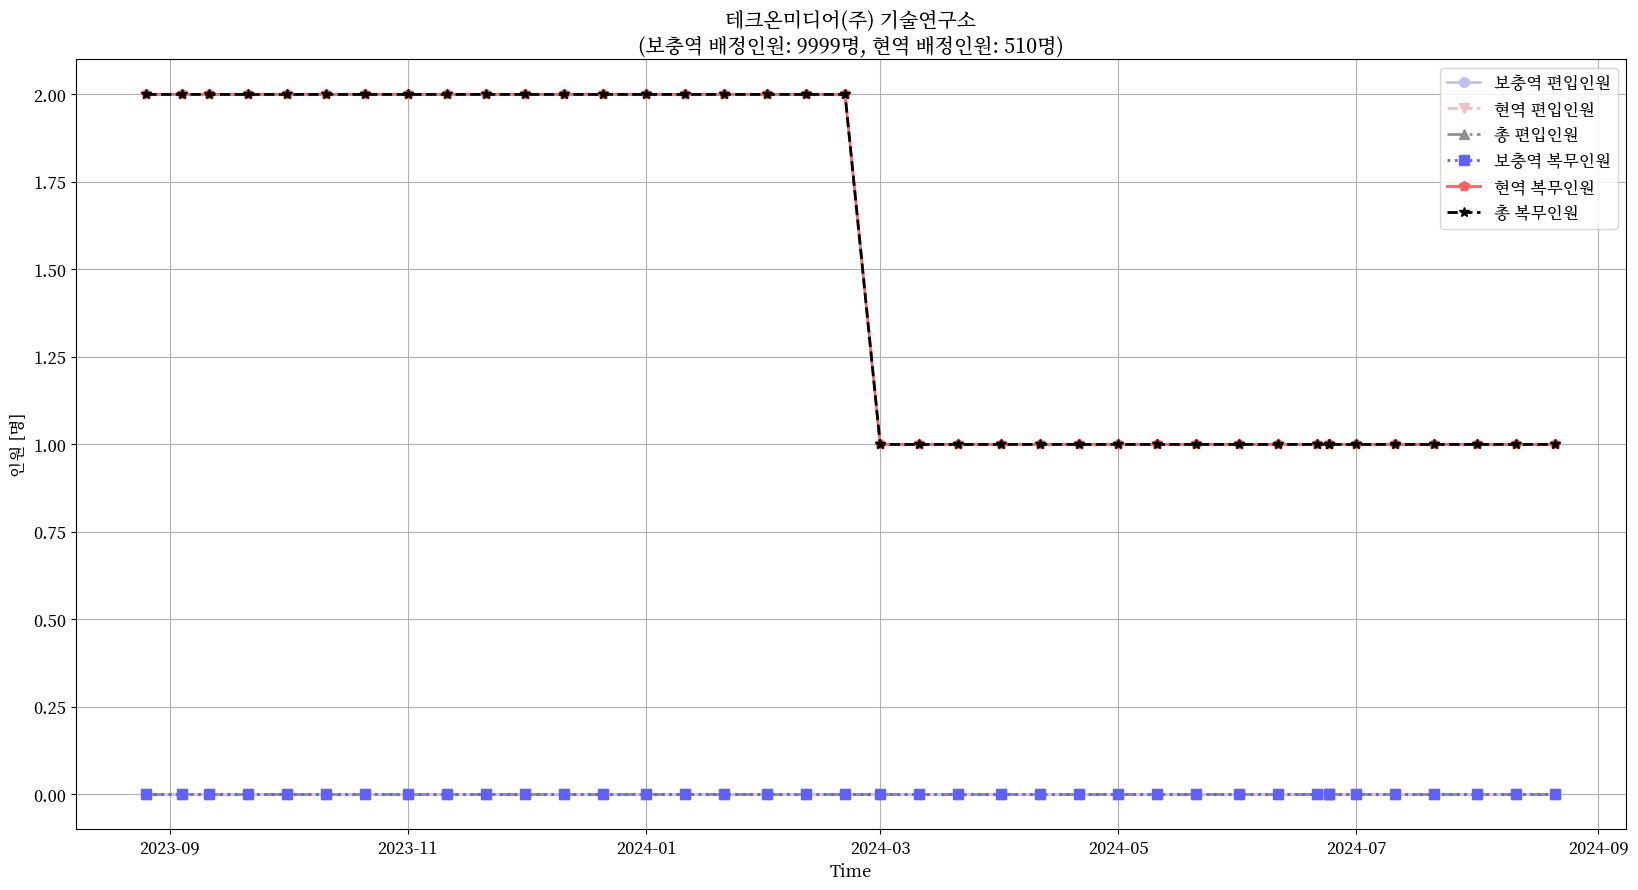 테크온미디어(주) 기술연구소
(보충역 배정인원: 9999명, 현역 배정인원: 510명)
보충역 편입인원
현역 편입인원
총 편입인원
보충역 복무인원
현역 복무인원
총 복무인원
2.00
1.75
1.50
1.25
1.00
0.75
0.50
0.25
0.00
인원 [명]
2023-09
2023-11
2024-01
2024-03
2024-05
2024-07
2024-09
Time